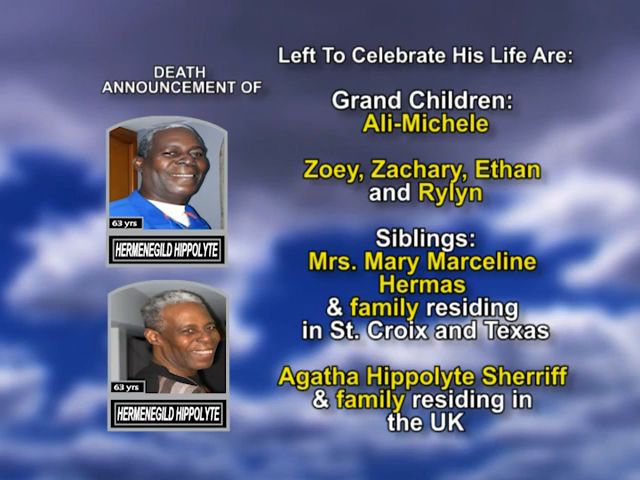 DEATH
ANNOUNCEMENT OF
63 yrs
HERMENEGILD HIPPOLYTE
63 yrs
HERMENEGILD HIPPOLYTE
Left To Celebrate His Life Are:
Grand Children:
Ali-Michele
Zoey, Zachary, Ethan
and Rylyn
Siblings:
Mrs. Mary Marceline
Hermas
& family residing
in St. Croix and Texas
Agatha Hippolyte Sherriff
& family residing in
the UK